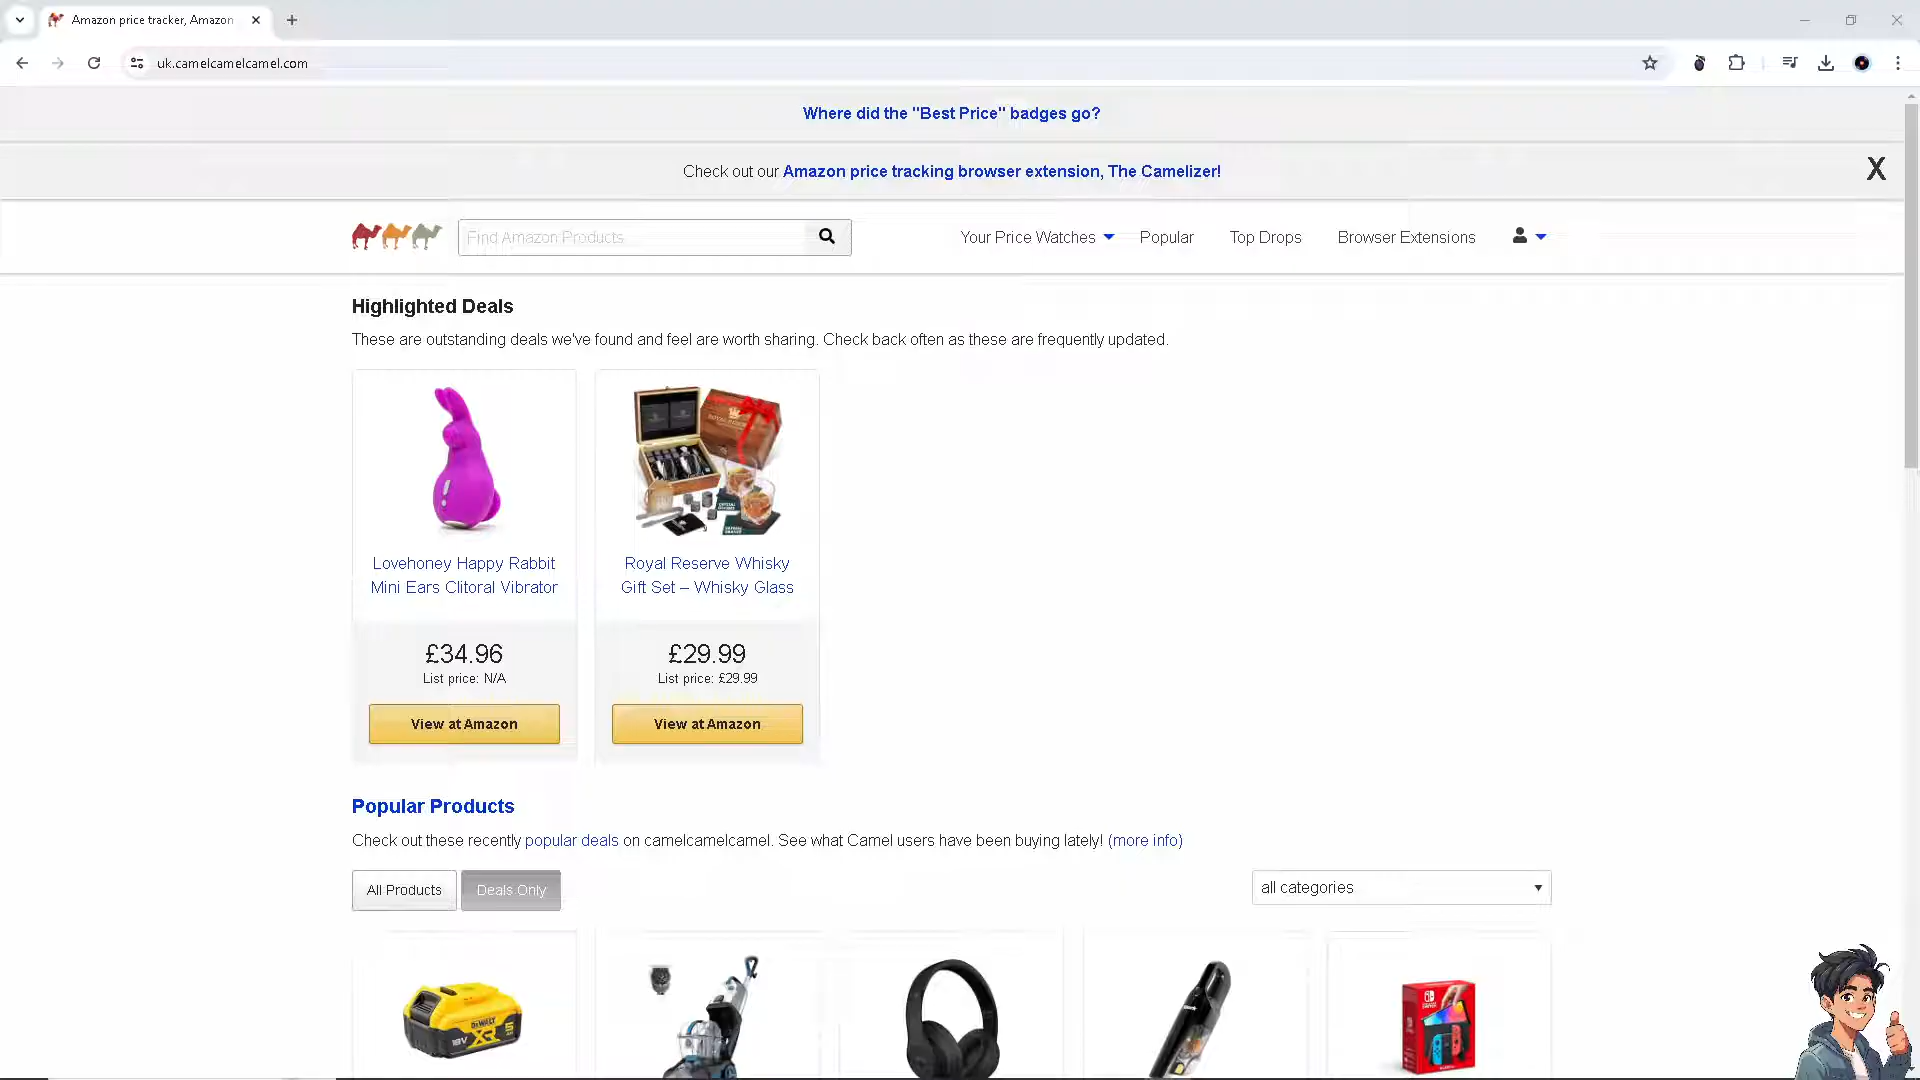 Amazon price tracker, Amazon
uk.camelcamelcamel.com
Where did the "Best Price" badges go?
Check out our Amazon price tracking browser extension, The Camelizer!
X
Find Amazon Products
Your Price Watches
Popular
Top Drops
Browser Extensions
Highlighted Deals
These are outstanding deals we've found and feel are worth sharing. Check back often as these are frequently updated.
Lovehoney Happy Rabbit
Mini Ears Clitoral Vibrator
£34.96
List price: N/A
View at Amazon
Royal Reserve Whisky
Gift Set – Whisky Glass
£29.99
List price: £29.99
View at Amazon
Popular Products
Check out these recently popular deals on camelcamelcamel. See what Camel users have been buying lately! (more info)
All Products
Deals Only
all categories
DEWALT
XR
18V
5